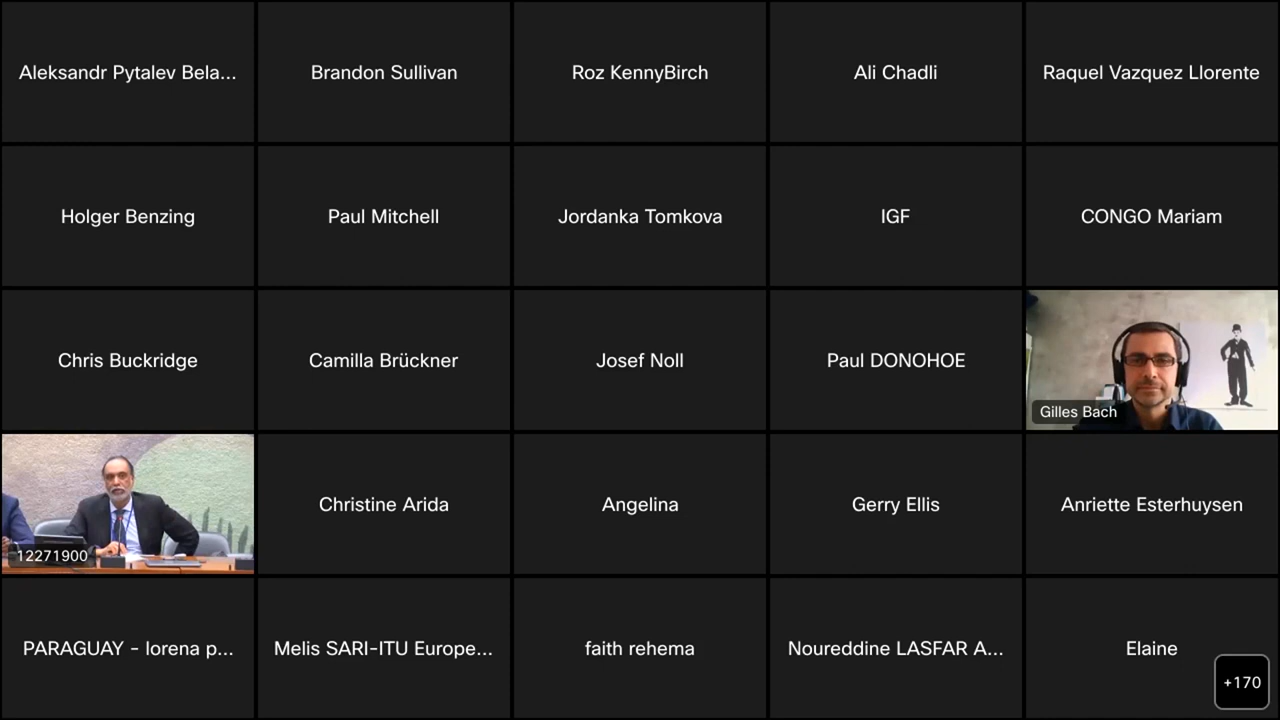 Aleksandr Pytalev Bela...
Brandon Sullivan
Roz KennyBirch
Ali Chadli
Raquel Vazquez Llorente
Holger Benzing
Paul Mitchell
Jordanka Tomkova
IGF
CONGO Mariam
Chris Buckridge
Camilla Brückner
Josef Noll
Paul DONOHOE
Gilles Bach
12271900
Christine Arida
Angelina
Gerry Ellis
Anriette Esterhuysen
PARAGUAY - lorena p...
Melis SARI-ITU Europe...
faith rehema
Noureddine LASFAR A...
Elaine
+170